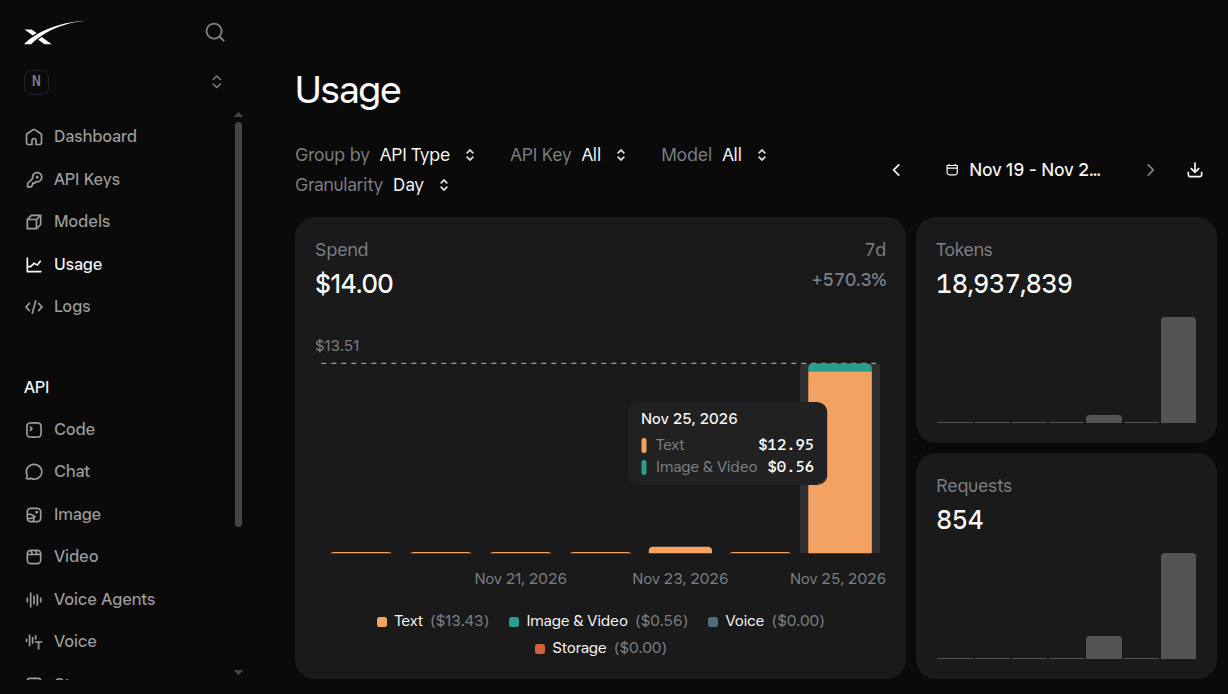 N
Dashboard
API Keys
Models
Usage
Logs
API
Code
Chat
Image
Video
Voice Agents
Voice
Usage
Group by API Type API Key All Model All
Granularity Day
Nov 19 - Nov 2...
Spend 7d
$14.00 +570.3%
$13.51
Nov 25, 2026
Text $12.95
Image & Video $0.56
Nov 21, 2026 Nov 23, 2026 Nov 25, 2026
Text ($13.43) Image & Video ($0.56) Voice ($0.00)
Storage ($0.00)
Tokens
18,937,839
Requests
854